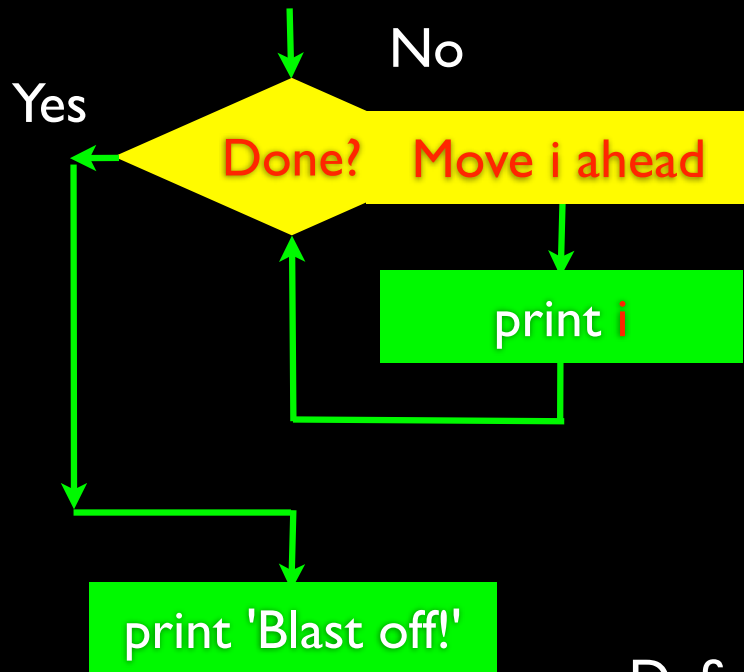 No
Yes
Done?
Move i ahead
print i
print 'Blast off!'